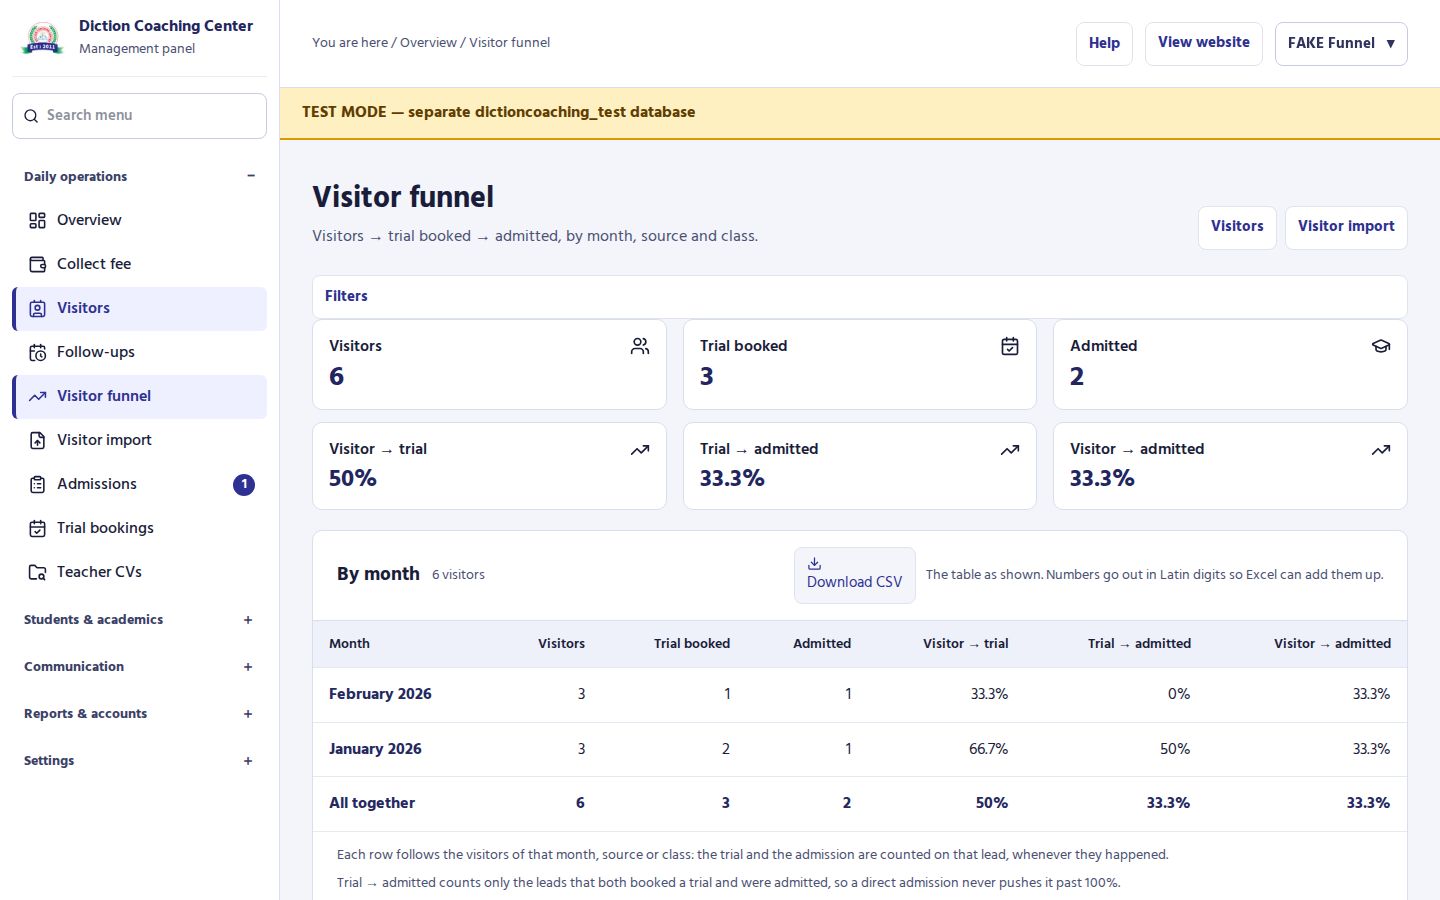 Diction Coaching Center
Management panel
Est : 2011
Search menu
Daily operations −
Overview
Collect fee
Visitors
Follow-ups
Visitor funnel
Visitor import
Admissions 1
Trial bookings
Teacher CVs
Students & academics +
Communication +
Reports & accounts +
Settings +
You are here / Overview / Visitor funnel
Help
View website
FAKE Funnel ▼
TEST MODE — separate dictioncoaching_test database
Visitor funnel
Visitors → trial booked → admitted, by month, source and class.
Visitors
Visitor import
Filters
Visitors
6
Trial booked
3
Admitted
2
Visitor → trial
50%
Trial → admitted
33.3%
Visitor → admitted
33.3%
By month 6 visitors
Download CSV
The table as shown. Numbers go out in Latin digits so Excel can add them up.
Month Visitors Trial booked Admitted Visitor → trial Trial → admitted Visitor → admitted
February 2026 3 1 1 33.3% 0% 33.3%
January 2026 3 2 1 66.7% 50% 33.3%
All together 6 3 2 50% 33.3% 33.3%
Each row follows the visitors of that month, source or class: the trial and the admission are counted on that lead, whenever they happened.
Trial → admitted counts only the leads that both booked a trial and were admitted, so a direct admission never pushes it past 100%.